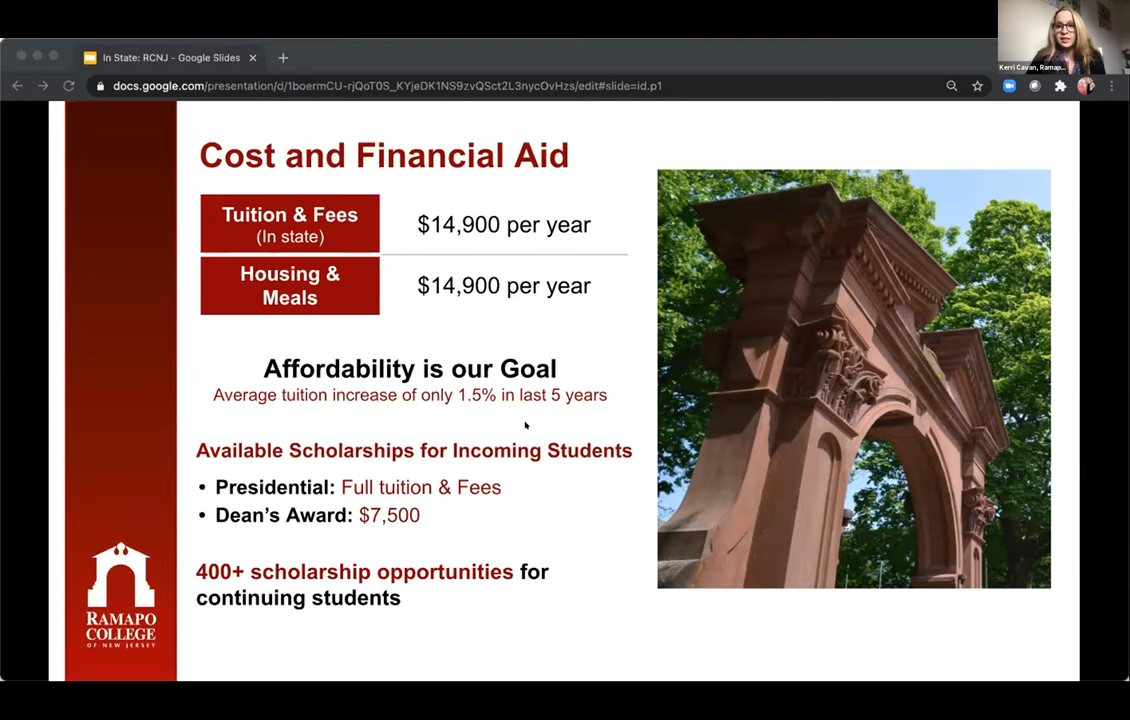 Kerri Cavan, Ramap...
In State: RCNJ - Google Slides
docs.google.com/presentation/d/1boermCU-rjQoT0S_KYjeDK1NS9zvQSct2L3nycOvHzs/edit#slide=id.p1
Cost and Financial Aid
Tuition & Fees
(In state)
$14,900 per year
Housing &
Meals
$14,900 per year
Affordability is our Goal
Average tuition increase of only 1.5% in last 5 years
Available Scholarships for Incoming Students
• Presidential: Full tuition & Fees
• Dean's Award: $7,500
400+ scholarship opportunities for
continuing students
RAMAPO
COLLEGE
OF NEW JERSEY